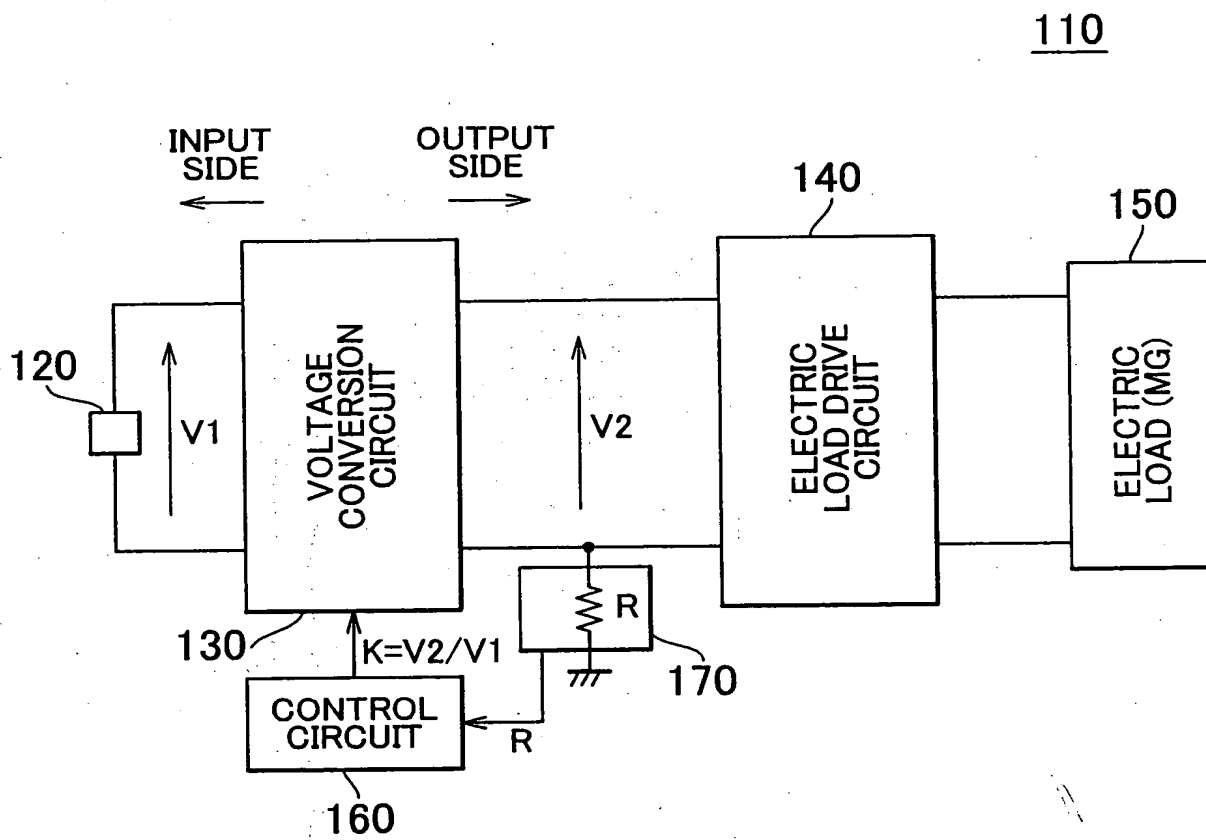 110
INPUT
SIDE
OUTPUT
SIDE
140
150
120
V1
VOLTAGE
CONVERSION
CIRCUIT
V2
ELECTRIC
LOAD DRIVE
CIRCUIT
ELECTRIC
LOAD (MG)
R
130
K=V2/V1
170
CONTROL
CIRCUIT
R
160